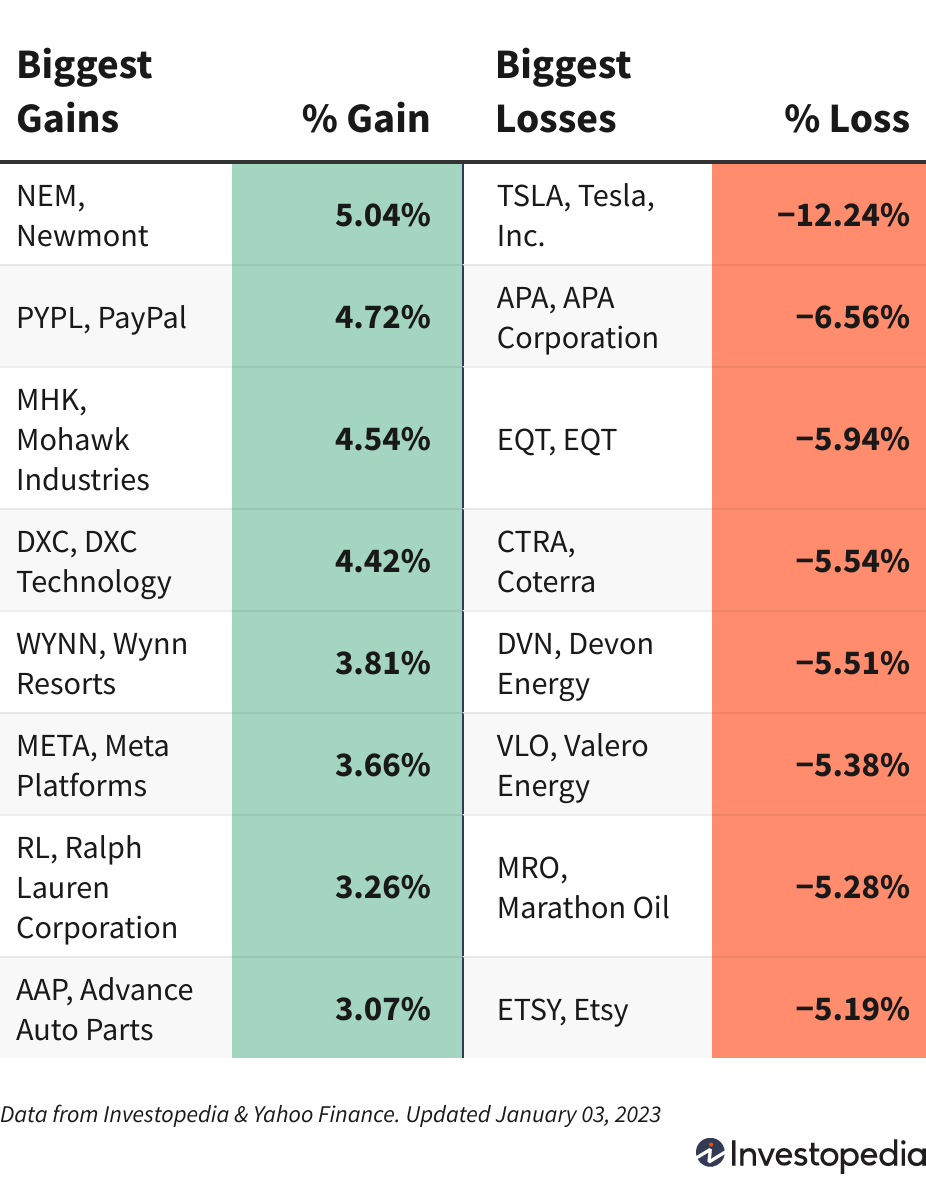 Biggest
Gains
% Gain
Biggest
Losses
% Loss
NEM,
Newmont
5.04%
TSLA, Tesla,
Inc.
−12.24%
PYPL, PayPal
4.72%
APA, APA
Corporation
−6.56%
MHK,
Mohawk
Industries
4.54%
EQT, EQT
−5.94%
DXC, DXC
Technology
4.42%
CTRA,
Coterra
−5.54%
WYNN, Wynn
Resorts
3.81%
DVN, Devon
Energy
−5.51%
META, Meta
Platforms
3.66%
VLO, Valero
Energy
−5.38%
RL, Ralph
Lauren
Corporation
3.26%
MRO,
Marathon Oil
−5.28%
AAP, Advance
Auto Parts
3.07%
ETSY, Etsy
−5.19%
Data from Investopedia & Yahoo Finance. Updated January 03, 2023
Investopedia